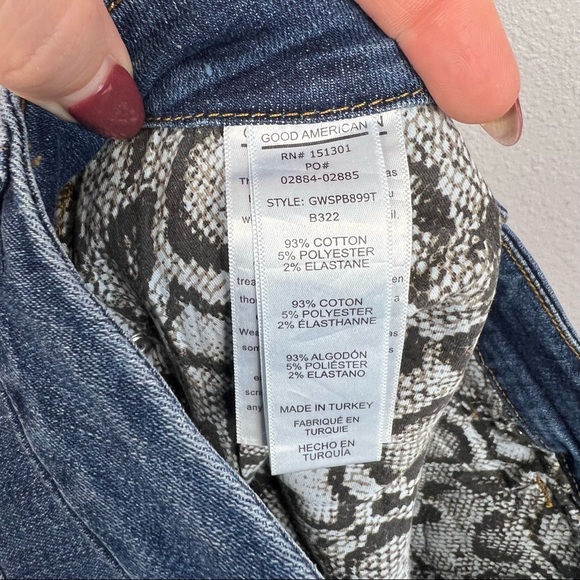 GOOD AMERICAN
RN# 151301
PO#
02884-02885
STYLE: GWSPB899T
B322
93% COTTON
5% POLYESTER
2% ELASTANE
93% COTON
5% POLYESTER
2% ÉLASTHANNE
93% ALGODÓN
5% POLIÉSTER
2% ELASTANO
MADE IN TURKEY
FABRIQUÉ EN
TURQUIE
HECHO EN
TURQUÍA